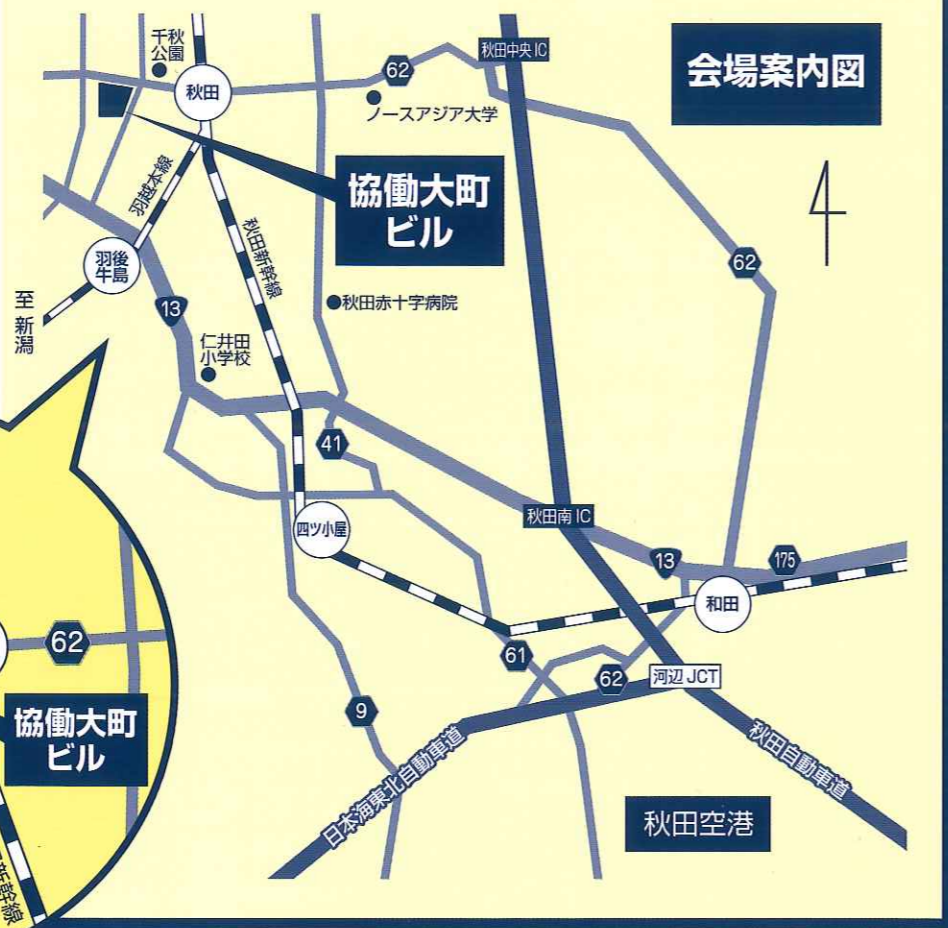 会場案内図
千秋
公園
秋田
62
秋田中央IC
ノースアジア大学
協働大町
ビル
羽越本線
秋田新幹線
羽後
牛島
至新潟
13
62
秋田赤十字病院
仁井田
小学校
41
四ツ小屋
秋田南IC
13
175
和田
61
62
河辺JCT
9
日本海東北自動車道
秋田自動車道
秋田空港
62
協働大町
ビル
新幹線